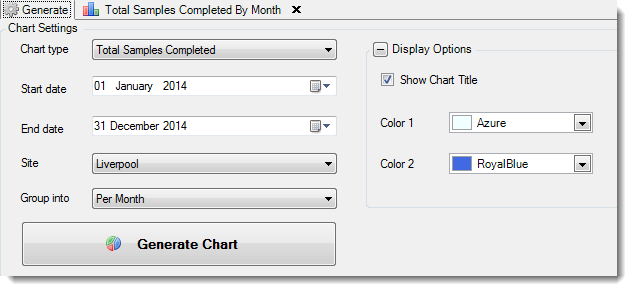 Generate Total Samples Completed By Month
Chart Settings
Chart type Total Samples Completed
Start date 01 January 2014
End date 31 December 2014
Site Liverpool
Group into Per Month
Generate Chart
Display Options
Show Chart Title
Color 1 Azure
Color 2 RoyalBlue